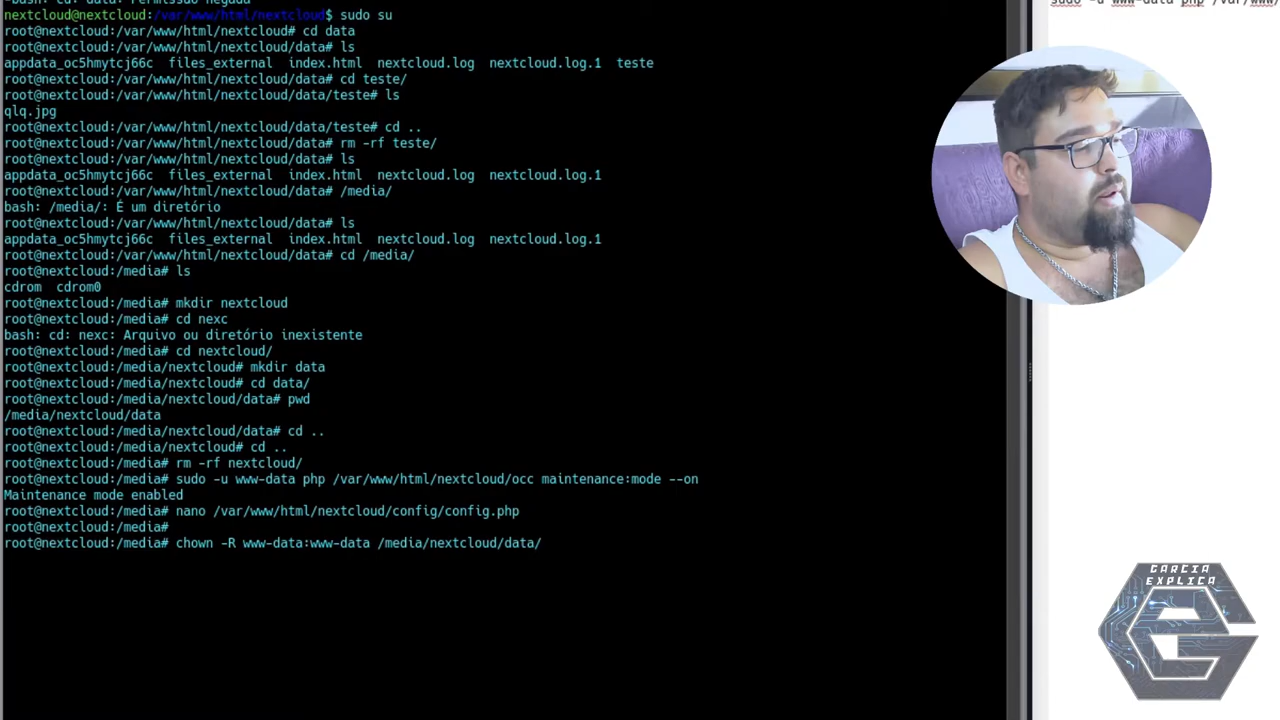 -bash: cd: data: Permissão negada
nextcloud@nextcloud:/var/www/html/nextcloud$ sudo su
root@nextcloud:/var/www/html/nextcloud# cd data
root@nextcloud:/var/www/html/nextcloud/data# ls
appdata_oc5hmytcj66c  files_external  index.html  nextcloud.log  nextcloud.log.1  teste
root@nextcloud:/var/www/html/nextcloud/data# cd teste/
root@nextcloud:/var/www/html/nextcloud/data/teste# ls
qlq.jpg
root@nextcloud:/var/www/html/nextcloud/data/teste# cd ..
root@nextcloud:/var/www/html/nextcloud/data# rm -rf teste/
root@nextcloud:/var/www/html/nextcloud/data# ls
appdata_oc5hmytcj66c  files_external  index.html  nextcloud.log  nextcloud.log.1
root@nextcloud:/var/www/html/nextcloud/data# /media/
bash: /media/: É um diretório
root@nextcloud:/var/www/html/nextcloud/data# ls
appdata_oc5hmytcj66c  files_external  index.html  nextcloud.log  nextcloud.log.1
root@nextcloud:/var/www/html/nextcloud/data# cd /media/
root@nextcloud:/media# ls
cdrom  cdrom0
root@nextcloud:/media# mkdir nextcloud
root@nextcloud:/media# cd nexc
bash: cd: nexc: Arquivo ou diretório inexistente
root@nextcloud:/media# cd nextcloud/
root@nextcloud:/media/nextcloud# mkdir data
root@nextcloud:/media/nextcloud# cd data/
root@nextcloud:/media/nextcloud/data# pwd
/media/nextcloud/data
root@nextcloud:/media/nextcloud/data# cd ..
root@nextcloud:/media/nextcloud# cd ..
root@nextcloud:/media# rm -rf nextcloud/
root@nextcloud:/media# sudo -u www-data php /var/www/html/nextcloud/occ maintenance:mode --on
Maintenance mode enabled
root@nextcloud:/media# nano /var/www/html/nextcloud/config/config.php
root@nextcloud:/media#
root@nextcloud:/media# chown -R www-data:www-data /media/nextcloud/data/
sudo -u www-data php /var/www/
GARCIA
EXPLICA